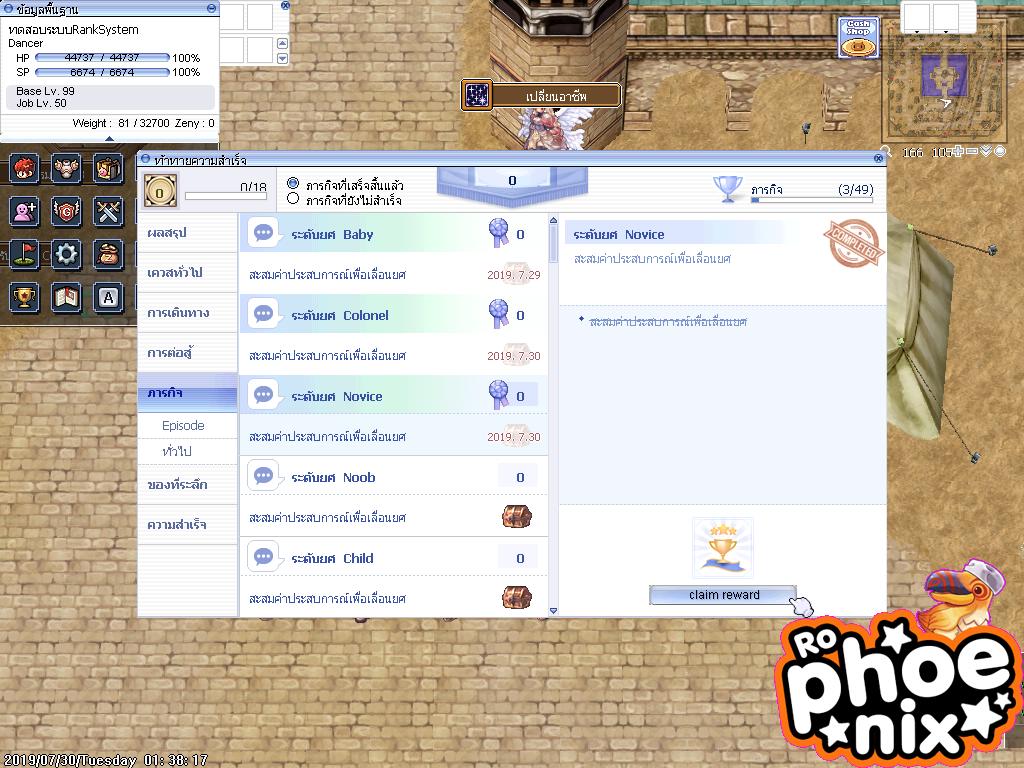 ข้อมูลพื้นฐาน
ทดสอบระบบRankSystem
Dancer
HP 44737 / 44737 100%
SP 6674 / 6674 100%
Base Lv. 99
Job Lv. 50
Weight : 81 / 32700 Zeny : 0
Cash Shop
เปลี่ยนอาชีพ
166 105
ท้าทายความสำเร็จ
0
0/18
ภารกิจที่เสร็จสิ้นแล้ว
ภารกิจที่ยังไม่สำเร็จ
0
ภารกิจ (3/49)
ผลสรุป
เควสทั่วไป
การเดินทาง
การต่อสู้
ภารกิจ
Episode
ทั่วไป
ของที่ระลึก
ความสำเร็จ
ระดับยศ Baby 0
สะสมค่าประสบการณ์เพื่อเลื่อนยศ 2019. 7.29
ระดับยศ Colonel 0
สะสมค่าประสบการณ์เพื่อเลื่อนยศ 2019. 7.30
ระดับยศ Novice 0
สะสมค่าประสบการณ์เพื่อเลื่อนยศ 2019. 7.30
ระดับยศ Noob 0
สะสมค่าประสบการณ์เพื่อเลื่อนยศ
ระดับยศ Child 0
สะสมค่าประสบการณ์เพื่อเลื่อนยศ
ระดับยศ Novice
สะสมค่าประสบการณ์เพื่อเลื่อนยศ
COMPLETED
สะสมค่าประสบการณ์เพื่อเลื่อนยศ
claim reward
RO
phoe
nix
2019/07/30/Tuesday 01:38:17